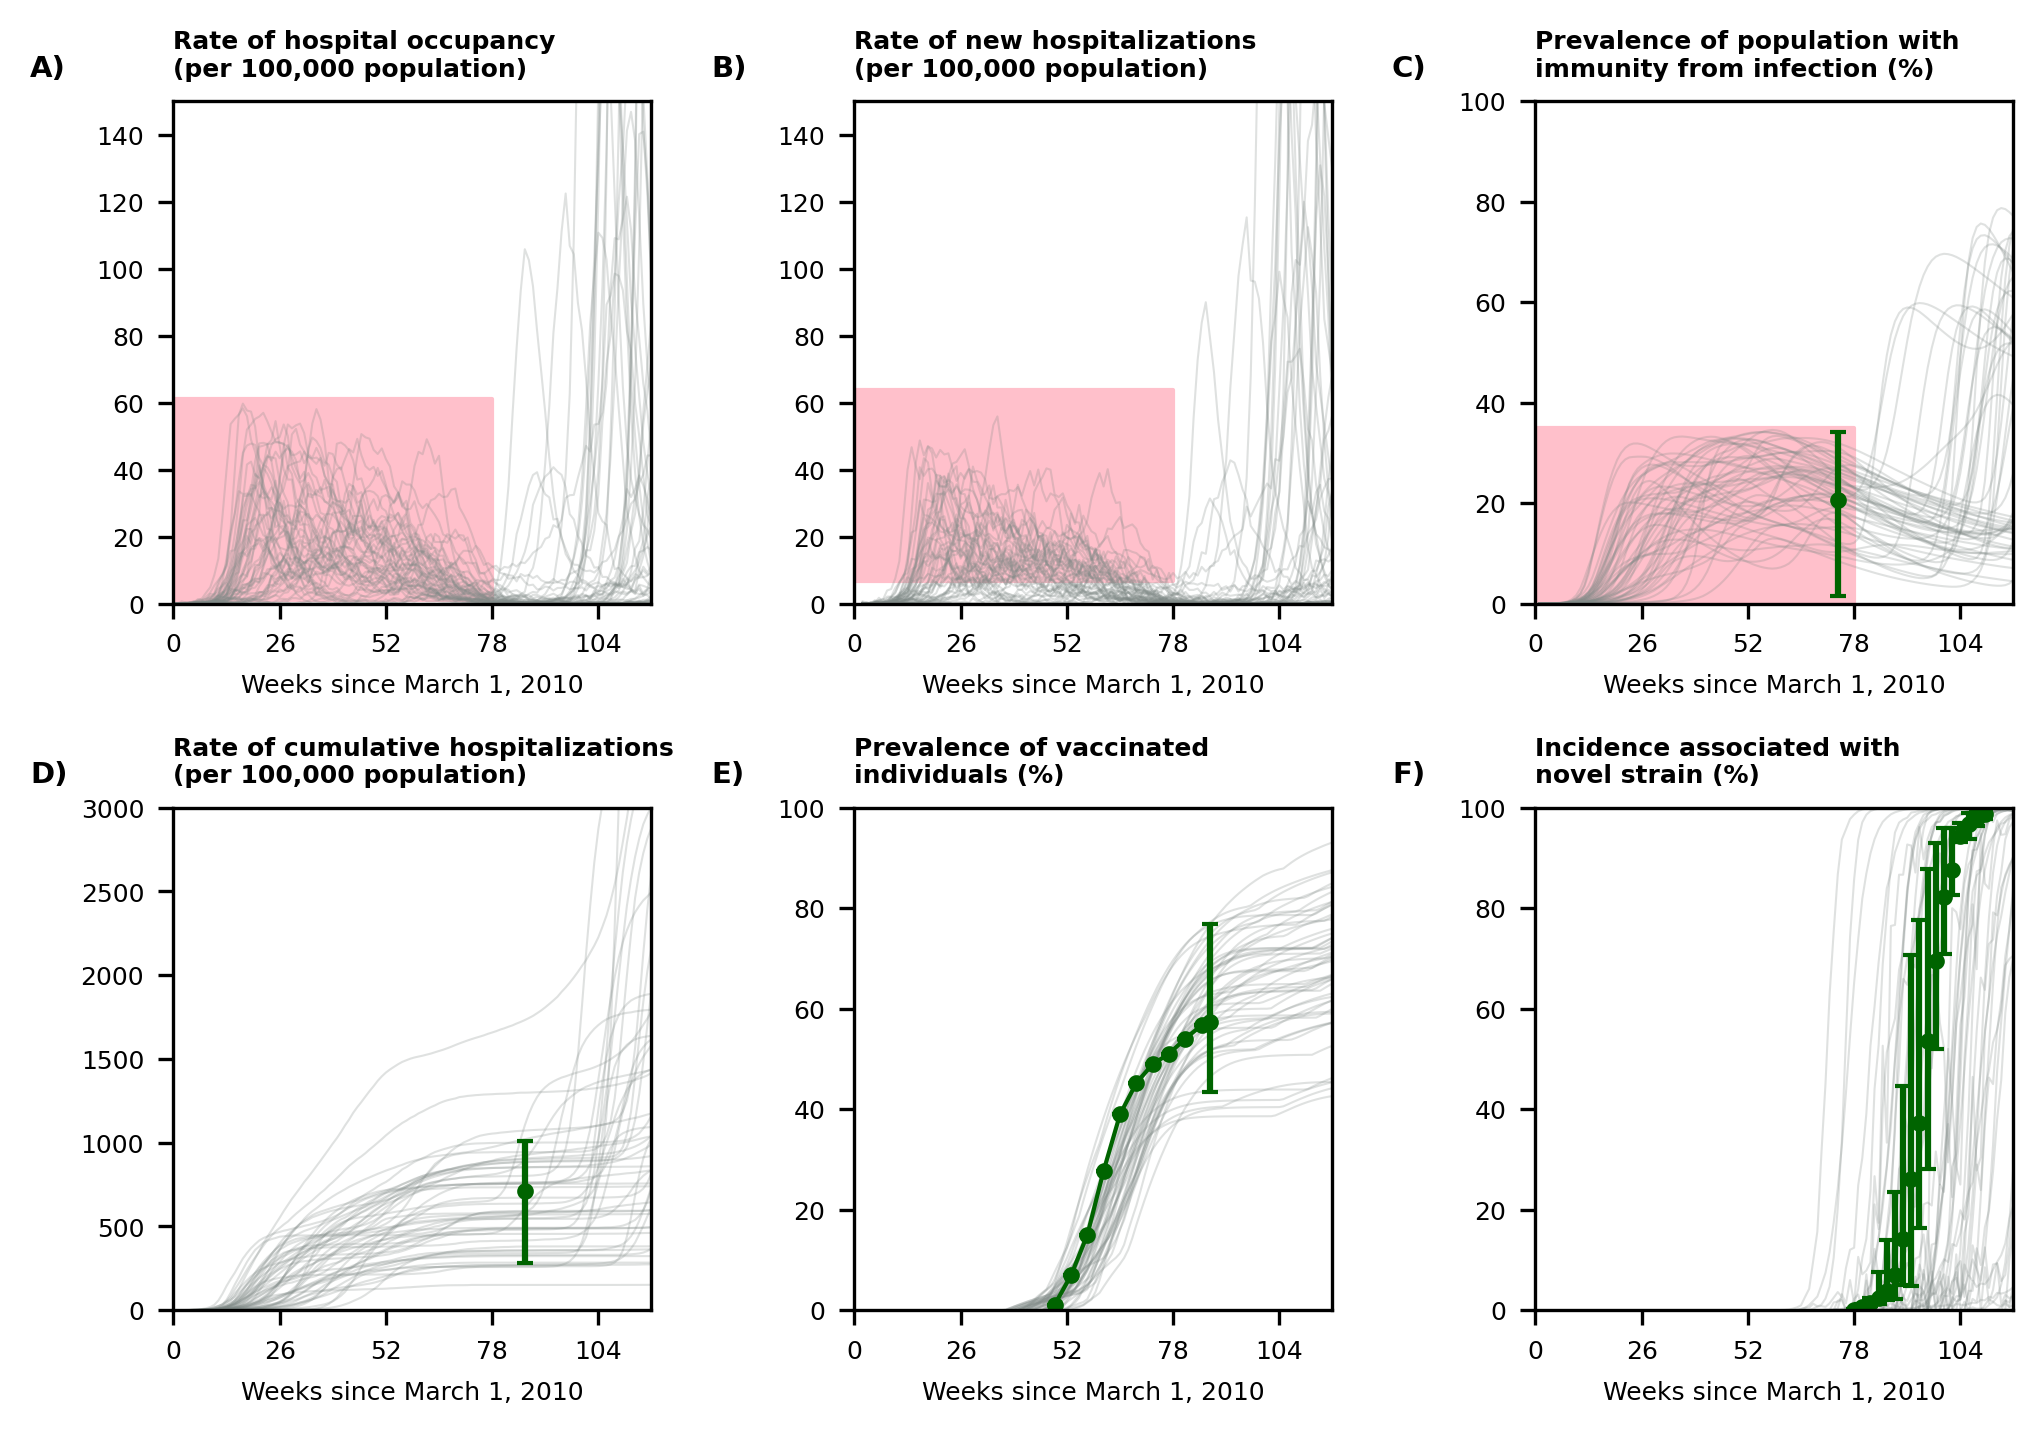 A)
Rate of hospital occupancy
(per 100,000 population)
140
120
100
80
60
40
20
0
0 26 52 78 104
Weeks since March 1, 2010
B)
Rate of new hospitalizations
(per 100,000 population)
140
120
100
80
60
40
20
0
0 26 52 78 104
Weeks since March 1, 2010
C)
Prevalence of population with
immunity from infection (%)
100
80
60
40
20
0
0 26 52 78 104
Weeks since March 1, 2010
D)
Rate of cumulative hospitalizations
(per 100,000 population)
3000
2500
2000
1500
1000
500
0
0 26 52 78 104
Weeks since March 1, 2010
E)
Prevalence of vaccinated
individuals (%)
100
80
60
40
20
0
0 26 52 78 104
Weeks since March 1, 2010
F)
Incidence associated with
novel strain (%)
100
80
60
40
20
0
0 26 52 78 104
Weeks since March 1, 2010